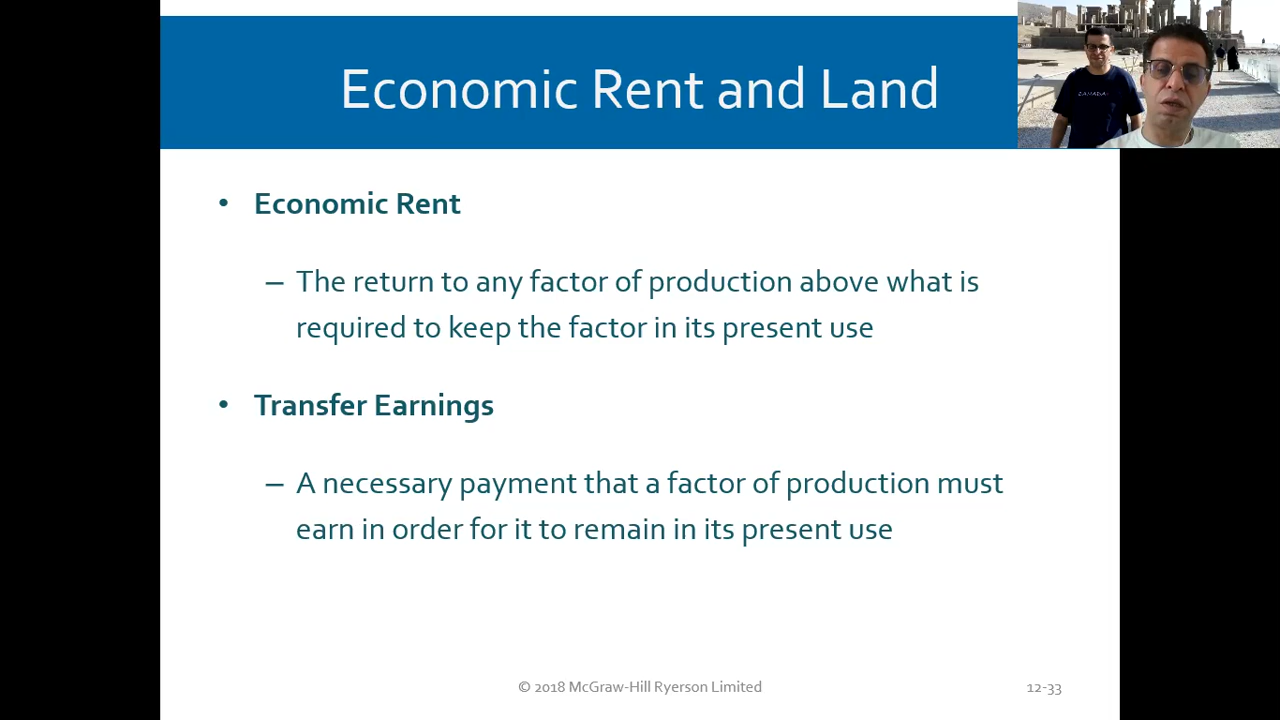 Economic Rent and Land
CANADA
• Economic Rent
– The return to any factor of production above what is
required to keep the factor in its present use
• Transfer Earnings
– A necessary payment that a factor of production must
earn in order for it to remain in its present use
© 2018 McGraw-Hill Ryerson Limited
12-33